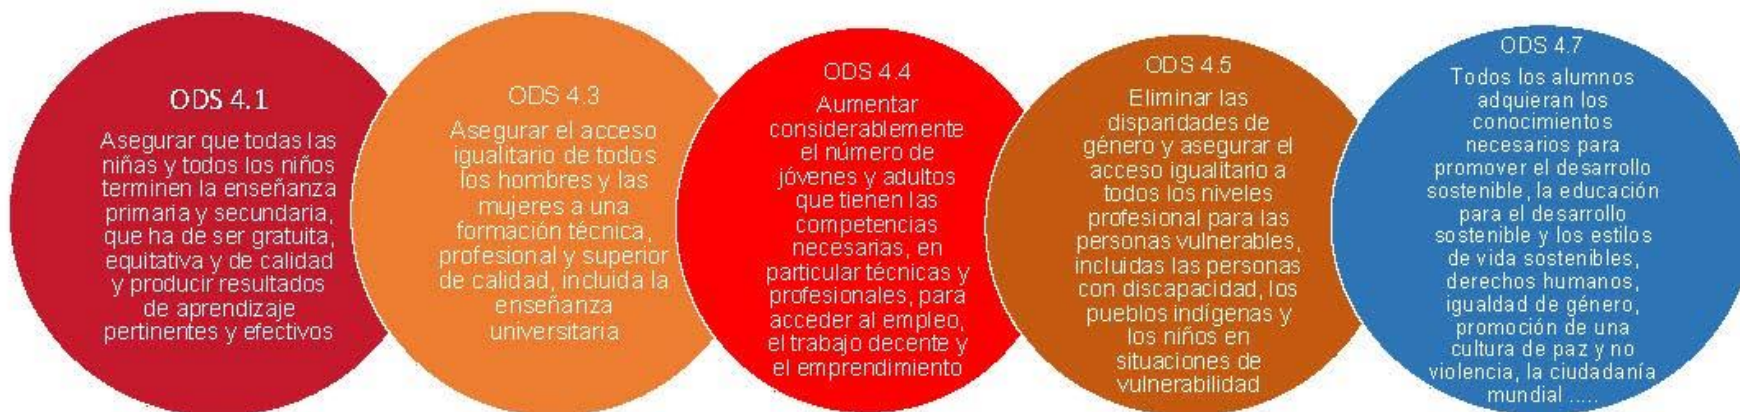 ODS 4.1
Asegurar que todas las
niñas y todos los niños
terminen la enseñanza
primaria y secundaria,
que ha de ser gratuita,
equitativa y de calidad
y producir resultados
de aprendizaje
pertinentes y efectivos
ODS 4.3
Asegurar el acceso
igualitario de todos
los hombres y las
mujeres a una
formación técnica,
profesional y superior
de calidad, incluida la
enseñanza
universitaria
ODS 4.4
Aumentar
considerablemente
el número de
jóvenes y adultos
que tienen las
competencias
necesarias, en
particular técnicas y
profesionales, para
acceder al empleo,
el trabajo decente y
el emprendimiento
ODS 4.5
Eliminar las
disparidades de
género y asegurar el
acceso igualitario a
todos los niveles
profesional para las
personas vulnerables,
incluidas las personas
con discapacidad, los
pueblos indígenas y
los niños en
situaciones de
vulnerabilidad
ODS 4.7
Todos los alumnos
adquieran los
conocimientos
necesarios para
promover el desarrollo
sostenible, la educación
para el desarrollo
sostenible y los estilos
de vida sostenibles,
derechos humanos,
igualdad de género,
promoción de una
cultura de paz y no
violencia, la ciudadanía
mundial .....